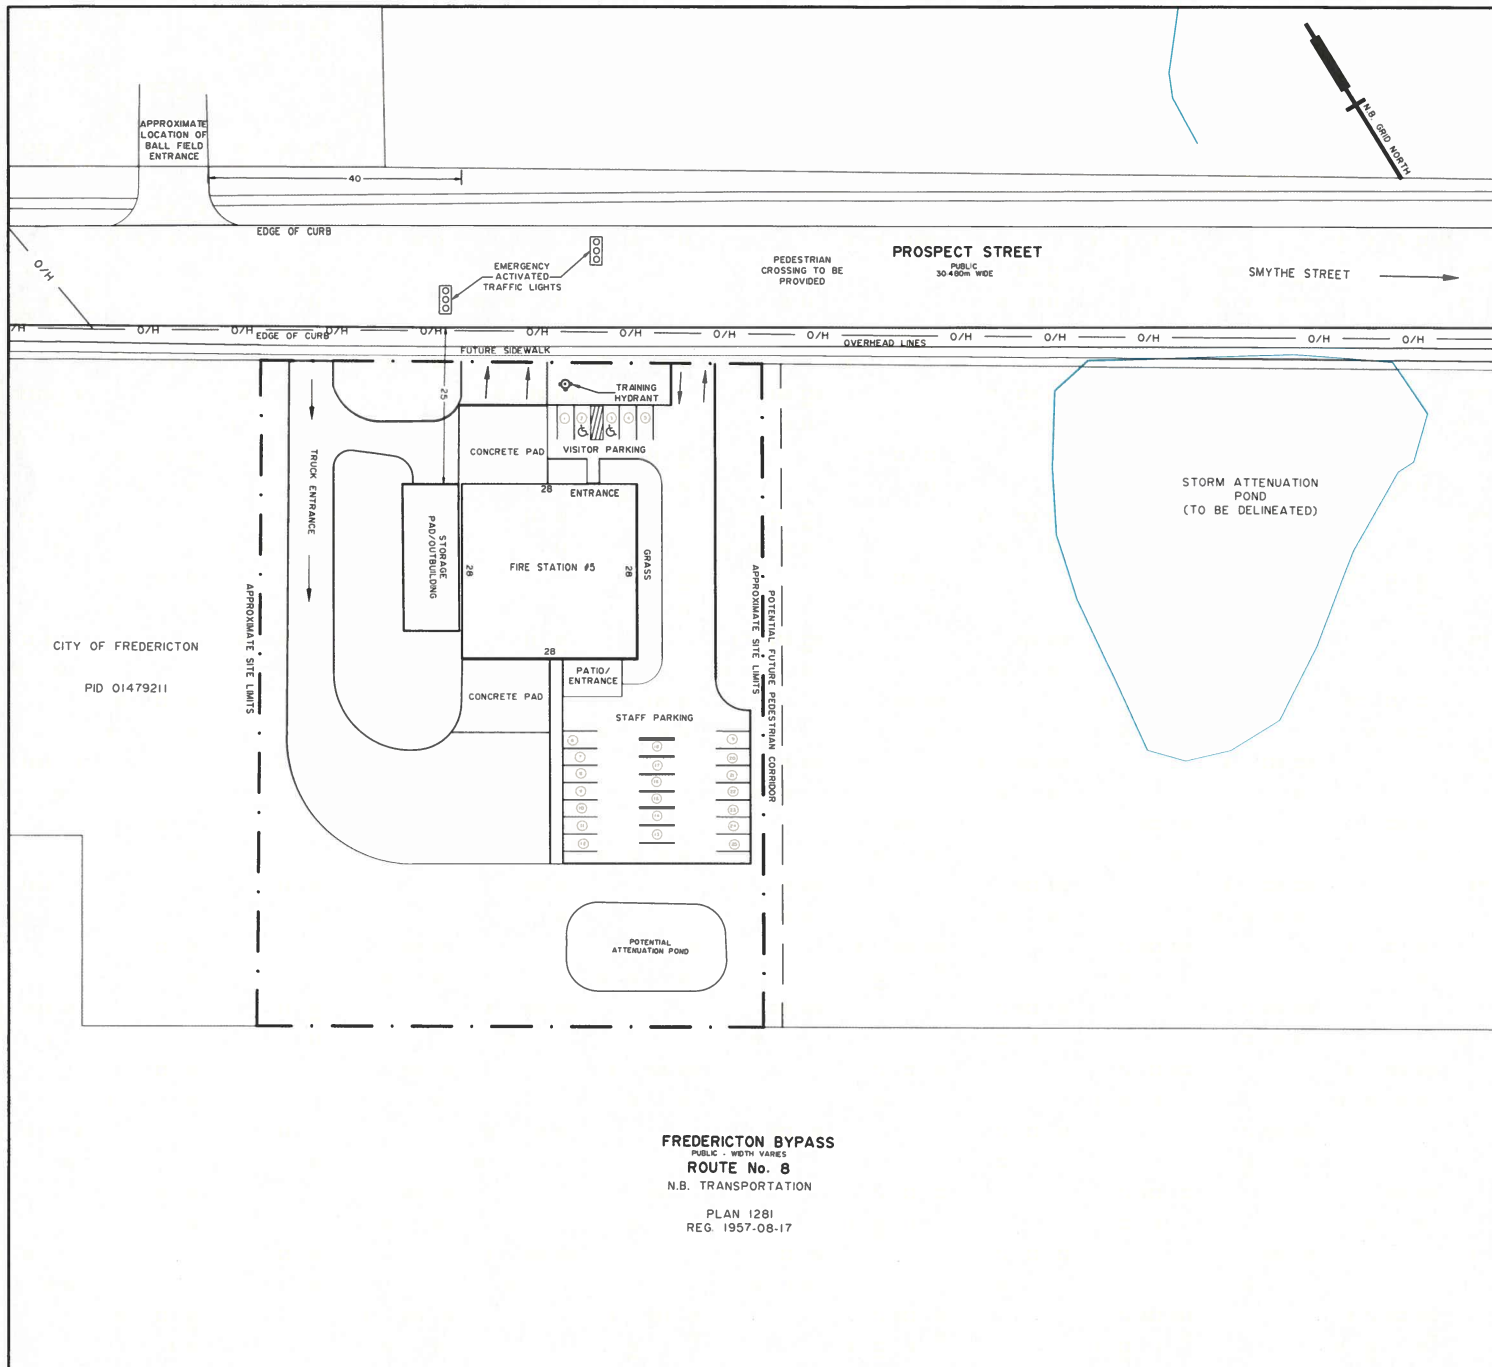 APPROXIMATE
LOCATION OF
BALL FIELD
ENTRANCE
N.B. GRID NORTH
40
EDGE OF CURB
O/H
EMERGENCY
ACTIVATED
TRAFFIC LIGHTS
PEDESTRIAN
CROSSING TO BE
PROVIDED
PROSPECT STREET
PUBLIC
30.480m WIDE
SMYTHE STREET
O/H O/H O/H O/H O/H O/H O/H O/H O/H O/H O/H O/H O/H O/H
EDGE OF CURB
OVERHEAD LINES
FUTURE SIDEWALK
25
TRAINING
HYDRANT
1 2 3 4 5
CONCRETE PAD
VISITOR PARKING
TRUCK ENTRANCE
28
ENTRANCE
STORAGE
PAD/OUTBUILDING
28
FIRE STATION #5
28
GRASS
28
STORM ATTENUATION
POND
(TO BE DELINEATED)
APPROXIMATE SITE LIMITS
APPROXIMATE SITE LIMITS
POTENTIAL FUTURE PEDESTRIAN CORRIDOR
CITY OF FREDERICTON
PID 01479211
PATIO/
ENTRANCE
CONCRETE PAD
STAFF PARKING
POTENTIAL
ATTENUATION POND
FREDERICTON BYPASS
PUBLIC - WIDTH VARIES
ROUTE No. 8
N.B. TRANSPORTATION
PLAN 1281
REG. 1957-08-17